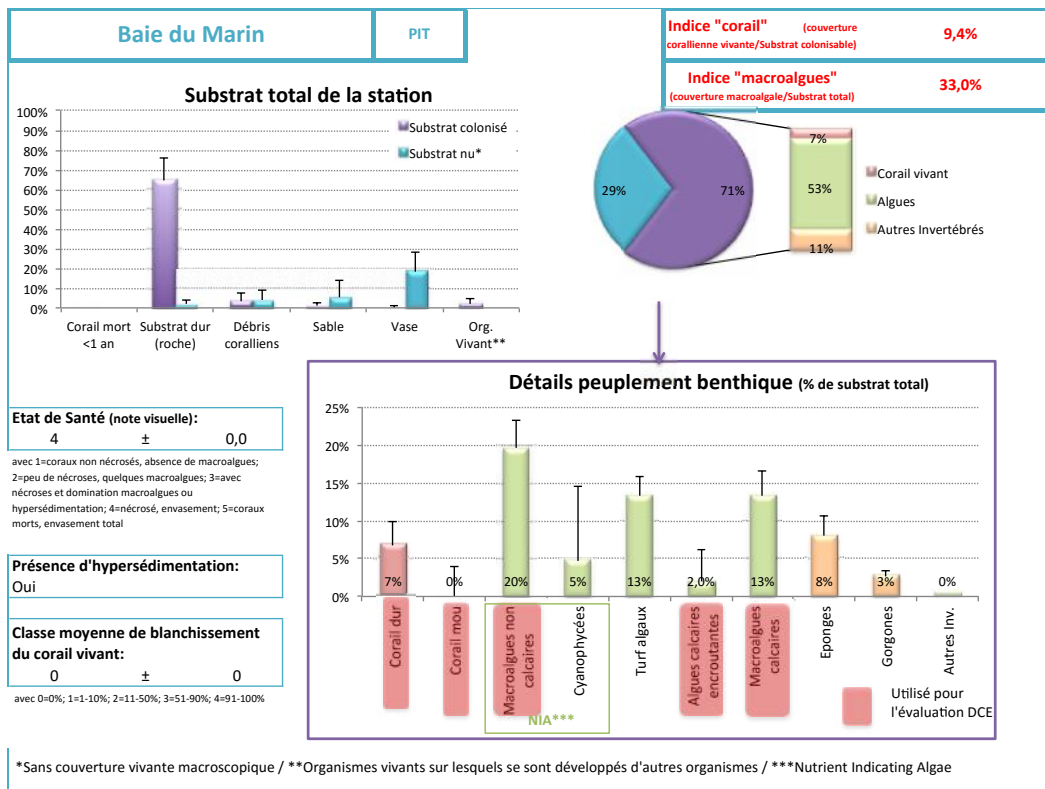 Baie du Marin
PIT
Indice "corail" (couverture
corallienne vivante/Substrat colonisable)
9,4%
Indice "macroalgues"
(couverture macroalgale/Substrat total)
33,0%
Substrat total de la station
100%
90%
80%
70%
60%
50%
40%
30%
20%
10%
0%
Substrat colonisé
Substrat nu*
Corail mort
<1 an
Substrat dur
(roche)
Débris
coralliens
Sable
Vase
Org.
Vivant**
29%
71%
7%
53%
11%
Corail vivant
Algues
Autres Invertébrés
Etat de Santé (note visuelle):
4 ± 0,0
avec 1=coraux non nécrosés, absence de macroalgues;
2=peu de nécroses, quelques macroalgues; 3=avec
nécroses et domination macroalgues ou
hypersédimentation; 4=nécrosé, envasement; 5=coraux
morts, envasement total
Présence d'hypersédimentation:
Oui
Classe moyenne de blanchissement
du corail vivant:
0 ± 0
avec 0=0%; 1=1-10%; 2=11-50%; 3=51-90%; 4=91-100%
Détails peuplement benthique (% de substrat total)
25%
20%
15%
10%
5%
0%
7%
0%
20%
5%
13%
2,0%
13%
8%
3%
0%
Corail dur
Corail mou
Macroalgues non
calcaires
Cyanophycées
Turf algaux
Algues calcaires
encroutantes
Macroalgues
calcaires
Eponges
Gorgones
Autres Inv.
NIA***
Utilisé pour
l'évaluation DCE
*Sans couverture vivante macroscopique / **Organismes vivants sur lesquels se sont développés d'autres organismes / ***Nutrient Indicating Algae